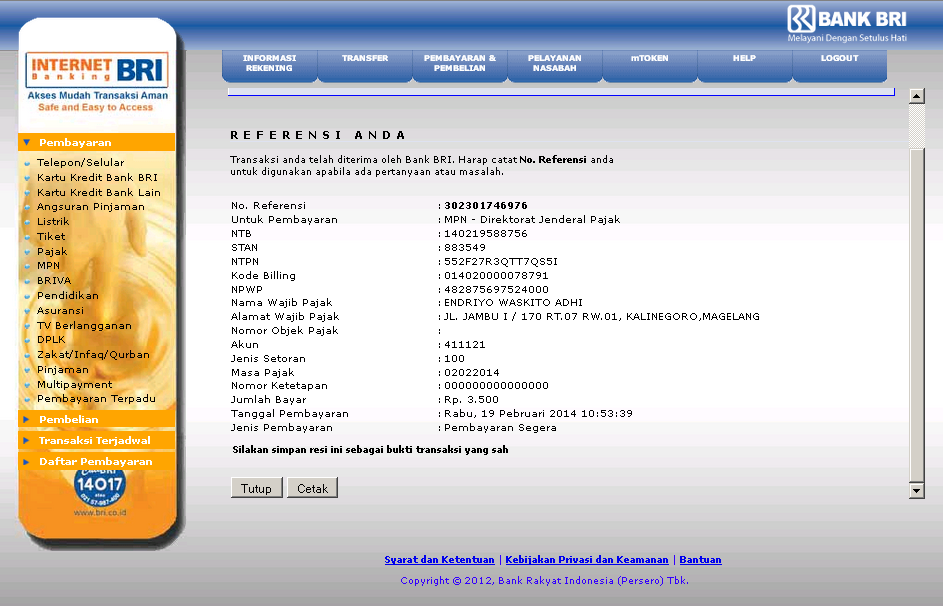 BANK BRI
Melayani Dengan Setulus Hati
INTERNET
Banking BRI
Akses Mudah Transaksi Aman
Safe and Easy to Access
INFORMASI REKENING
TRANSFER
PEMBAYARAN & PEMBELIAN
PELAYANAN NASABAH
mTOKEN
HELP
LOGOUT
Pembayaran
Telepon/Selular
Kartu Kredit Bank BRI
Kartu Kredit Bank Lain
Angsuran Pinjaman
Listrik
Tiket
Pajak
MPN
BRIVA
Pendidikan
Asuransi
TV Berlangganan
DPLK
Zakat/Infaq/Qurban
Pinjaman
Multipayment
Pembayaran Terpadu
Pembelian
Transaksi Terjadwal
Daftar Pembayaran
14017
www.bri.co.id
REFERENSI ANDA
Transaksi anda telah diterima oleh Bank BRI. Harap catat No. Referensi anda
untuk digunakan apabila ada pertanyaan atau masalah.
No. Referensi : 302301746976
Untuk Pembayaran : MPN - Direktorat Jenderal Pajak
NTB : 140219588756
STAN : 883549
NTPN : 552F27R3QTT7QS5I
Kode Billing : 014020000078791
NPWP : 482875697524000
Nama Wajib Pajak : ENDRIYO WASKITO ADHI
Alamat Wajib Pajak : JL. JAMBU I / 170 RT.07 RW.01, KALINEGORO,MAGELANG
Nomor Objek Pajak :
Akun : 411121
Jenis Setoran : 100
Masa Pajak : 02022014
Nomor Ketetapan : 000000000000000
Jumlah Bayar : Rp. 3.500
Tanggal Pembayaran : Rabu, 19 Pebruari 2014 10:53:39
Jenis Pembayaran : Pembayaran Segera
Silakan simpan resi ini sebagai bukti transaksi yang sah
Tutup Cetak
Syarat dan Ketentuan | Kebijakan Privasi dan Keamanan | Bantuan
Copyright © 2012, Bank Rakyat Indonesia (Persero) Tbk.